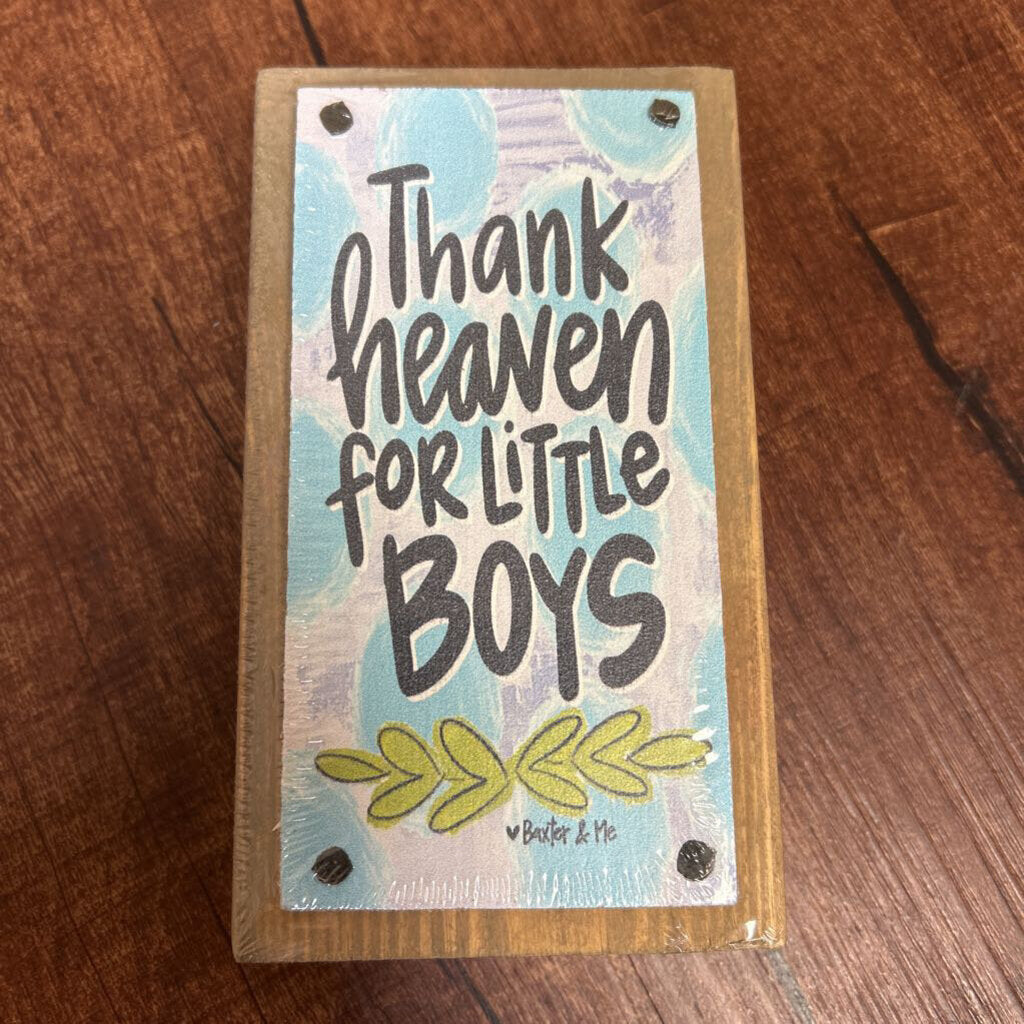 Thank
heaven
FOR LiTTLe
BOYS
♥ Baxter & Me